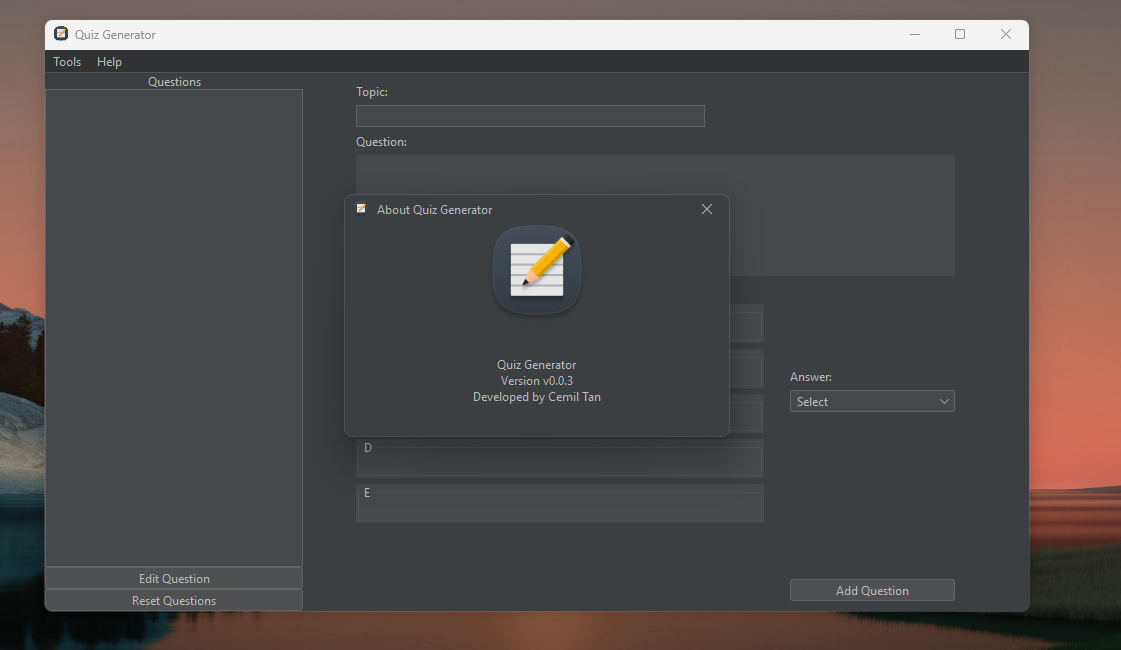 Quiz Generator
Tools Help
Questions
Topic:
Question:
About Quiz Generator
Quiz Generator
Version v0.0.3
Developed by Cemil Tan
Answer:
Select
D
E
Edit Question
Reset Questions
Add Question